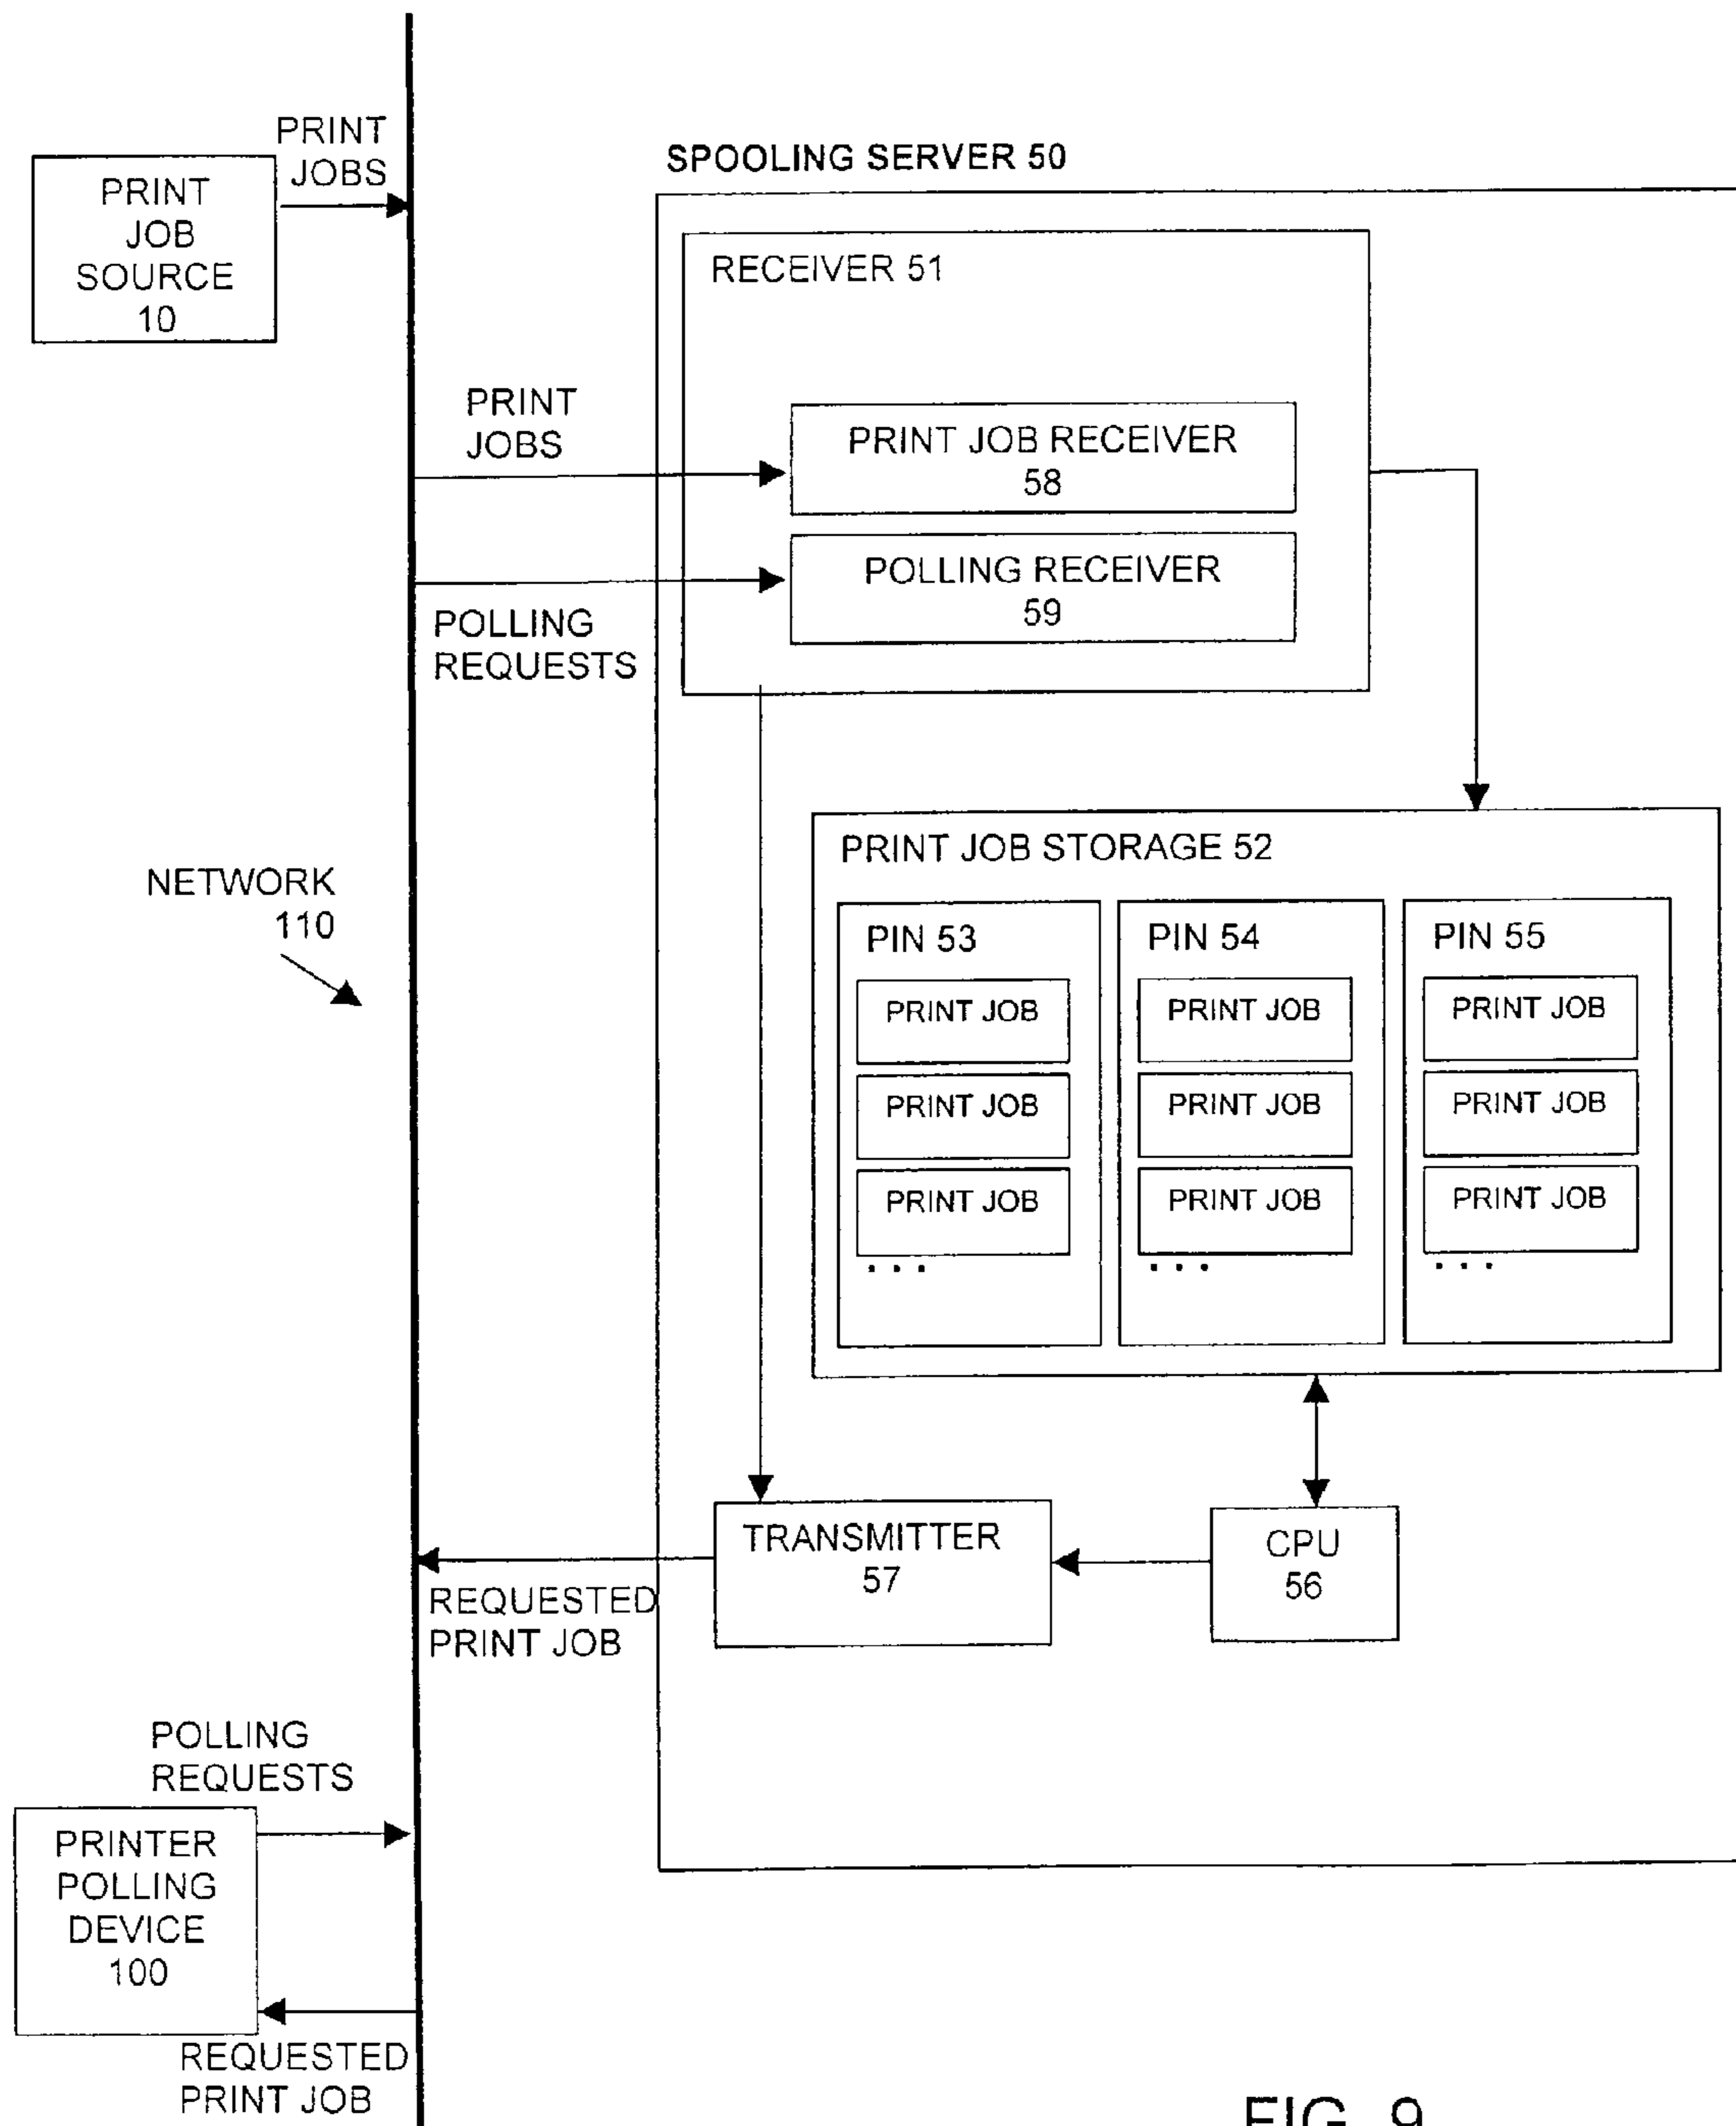 PRINT
JOBS
PRINT
JOB
SOURCE
10
SPOOLING SERVER 50
RECEIVER 51
PRINT
JOBS
PRINT JOB RECEIVER
58
POLLING RECEIVER
59
POLLING
REQUESTS
PRINT JOB STORAGE 52
NETWORK
110
PIN 53
PRINT JOB
PRINT JOB
PRINT JOB
. . .
PIN 54
PRINT JOB
PRINT JOB
PRINT JOB
. . .
PIN 55
PRINT JOB
PRINT JOB
PRINT JOB
. . .
TRANSMITTER
57
CPU
56
REQUESTED
PRINT JOB
POLLING
REQUESTS
PRINTER
POLLING
DEVICE
100
REQUESTED
PRINT JOB
FIG. 9